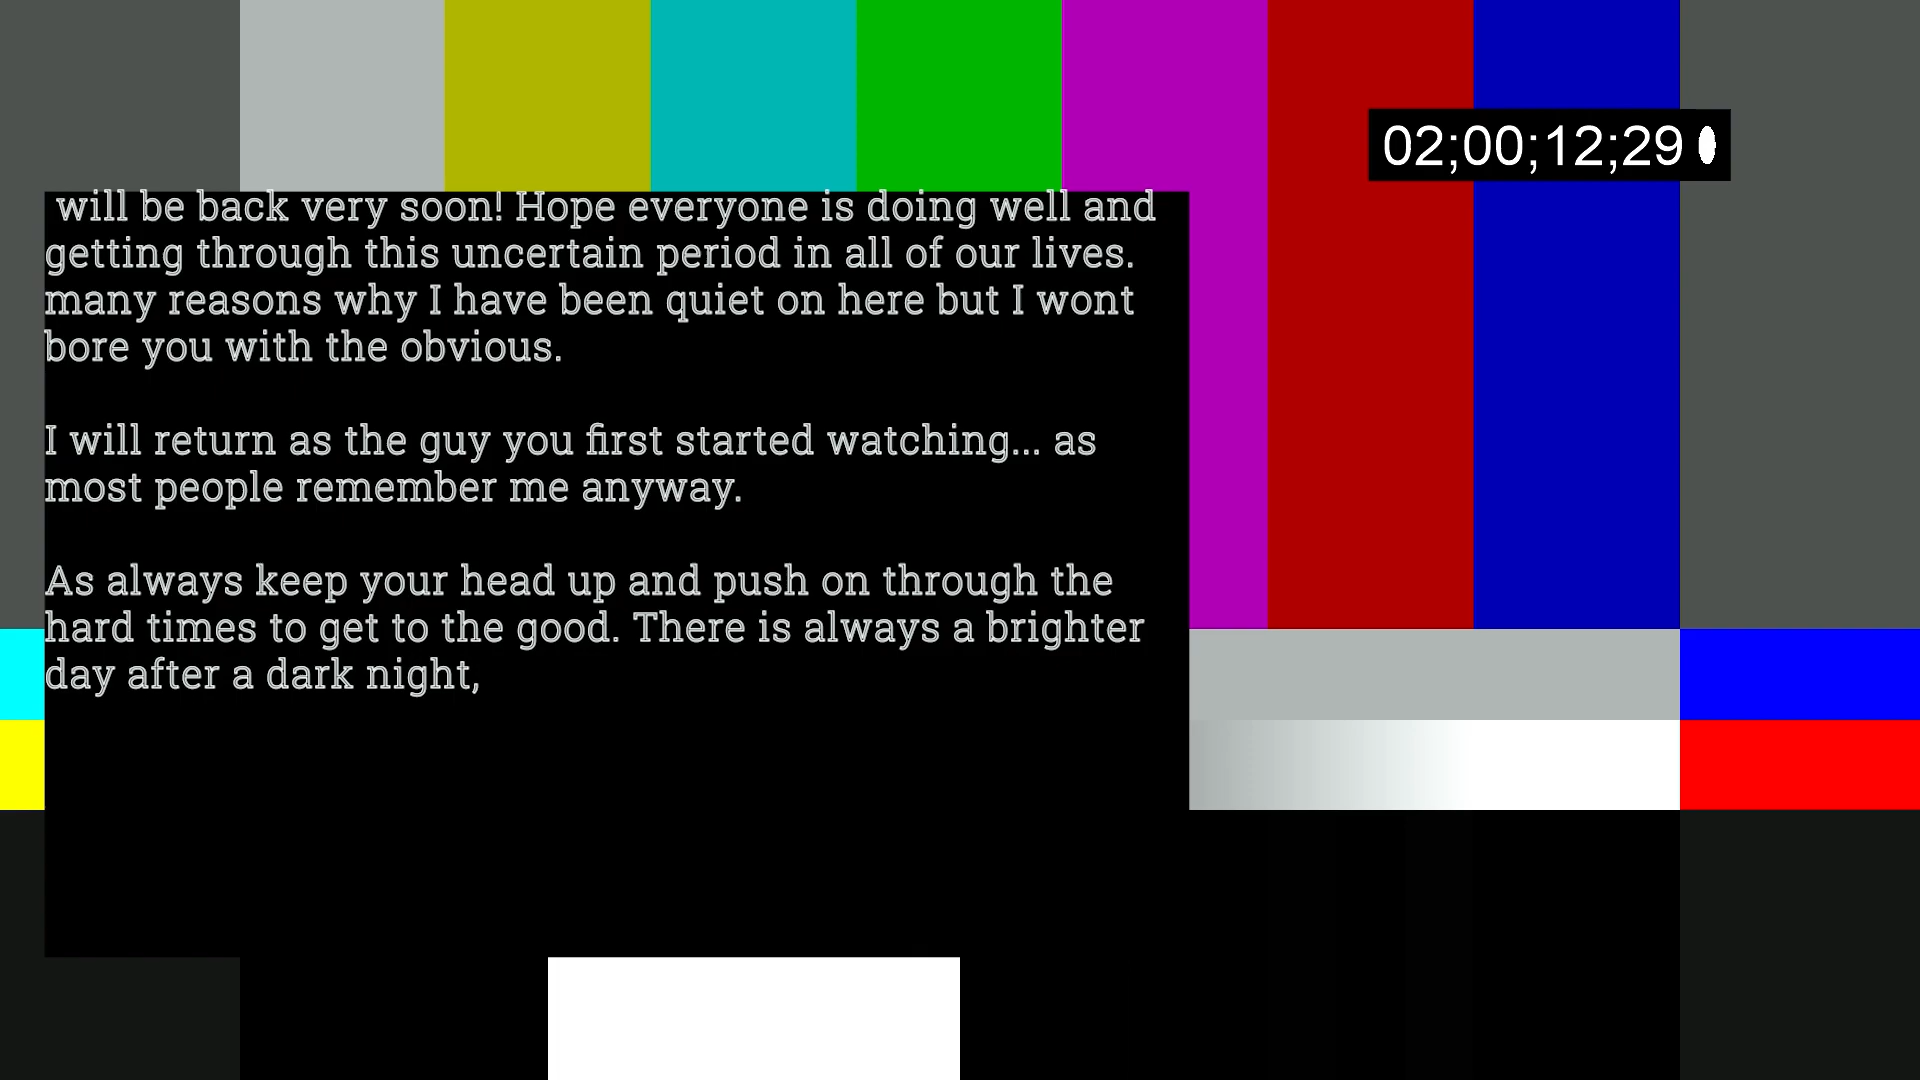 02;00;12;29
will be back very soon! Hope everyone is doing well and
getting through this uncertain period in all of our lives.
many reasons why I have been quiet on here but I wont
bore you with the obvious.
I will return as the guy you first started watching... as
most people remember me anyway.
As always keep your head up and push on through the
hard times to get to the good. There is always a brighter
day after a dark night,